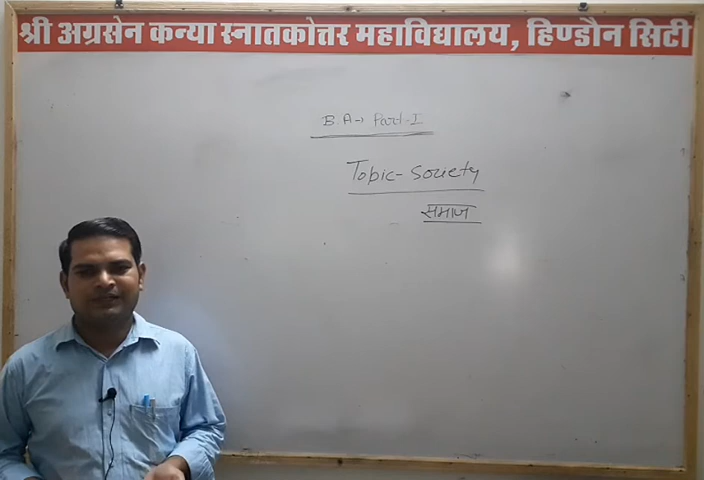 श्री अग्रसेन कन्या स्नातकोत्तर महाविद्यालय, हिण्डौन सिटी
B.A→ Part-I
Topic- Society
समाज